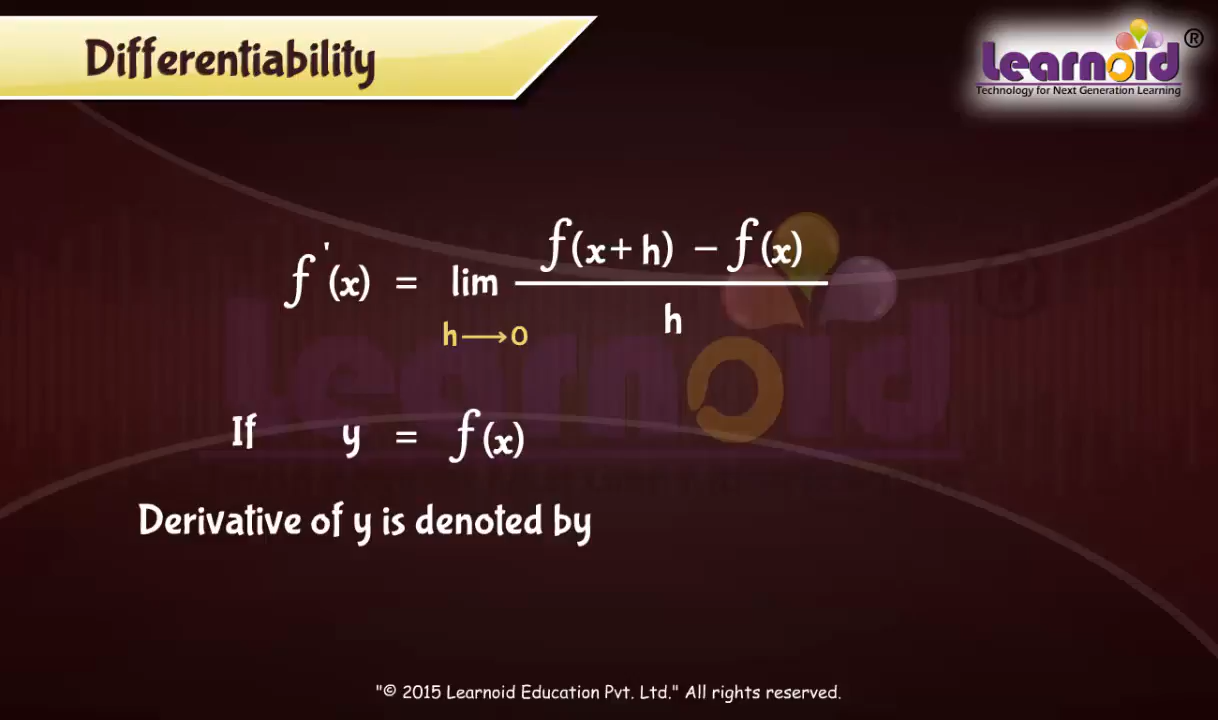 Differentiability
Learnoid ®
Technology for Next Generation Learning
f'(x) = lim f(x+ h) – f(x)
h⟶0 h
If y = f(x)
Derivative of y is denoted by
"© 2015 Learnoid Education Pvt. Ltd." All rights reserved.